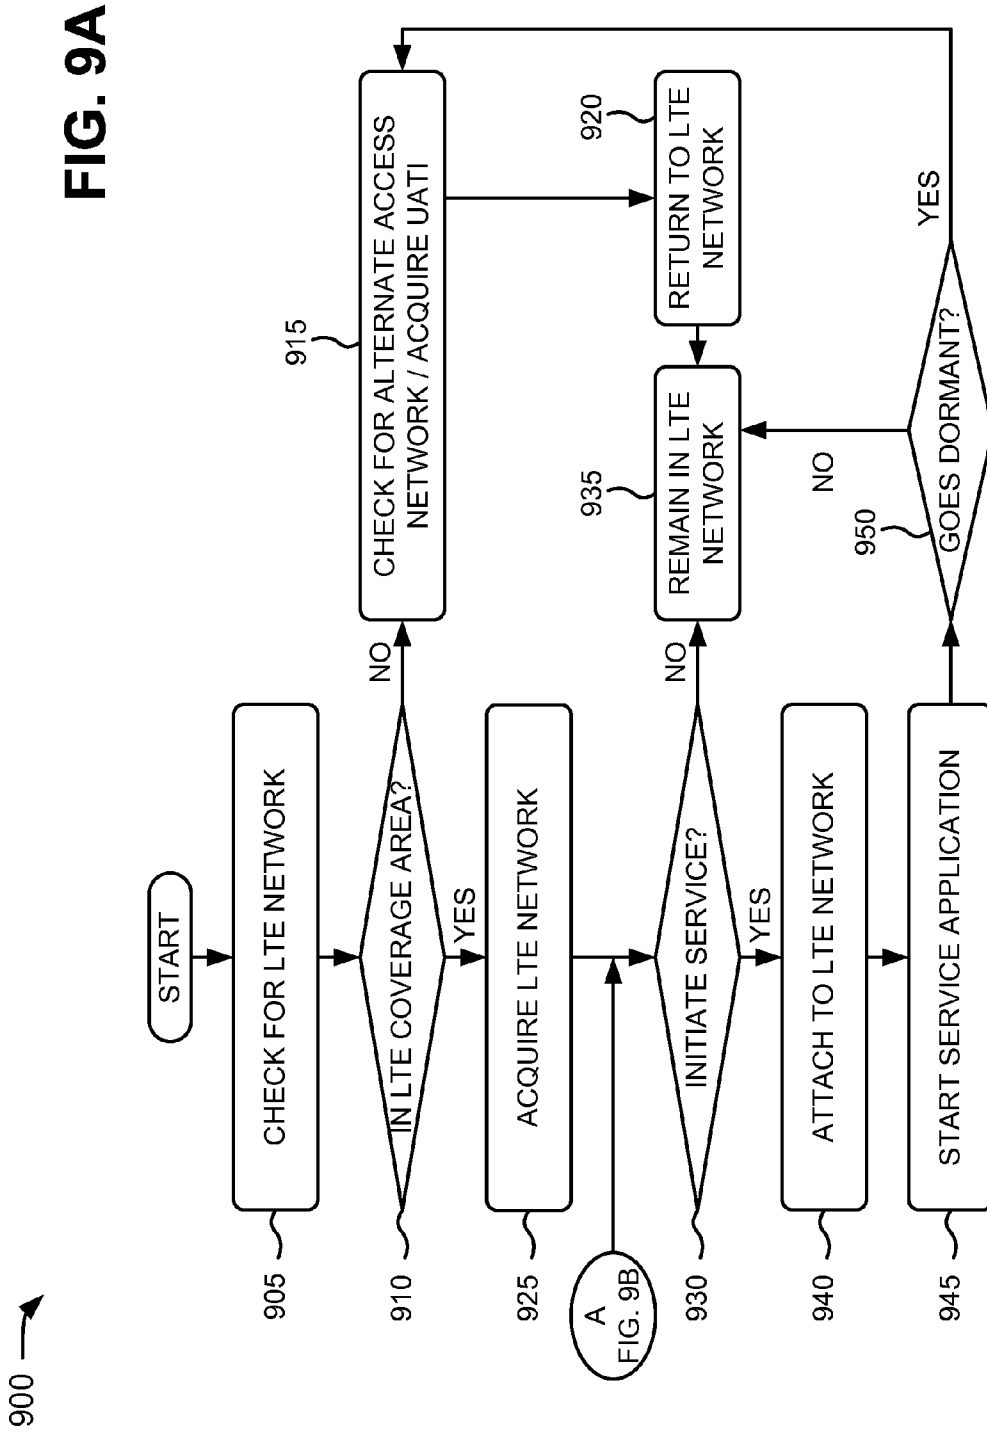 FIG. 9A
900
START
905
CHECK FOR LTE NETWORK
910
IN LTE COVERAGE AREA?
NO
YES
915
CHECK FOR ALTERNATE ACCESS
NETWORK / ACQUIRE UATI
920
RETURN TO LTE
NETWORK
925
ACQUIRE LTE NETWORK
A
FIG. 9B
930
INITIATE SERVICE?
NO
YES
935
REMAIN IN LTE
NETWORK
940
ATTACH TO LTE NETWORK
945
START SERVICE APPLICATION
950
GOES DORMANT?
NO
YES